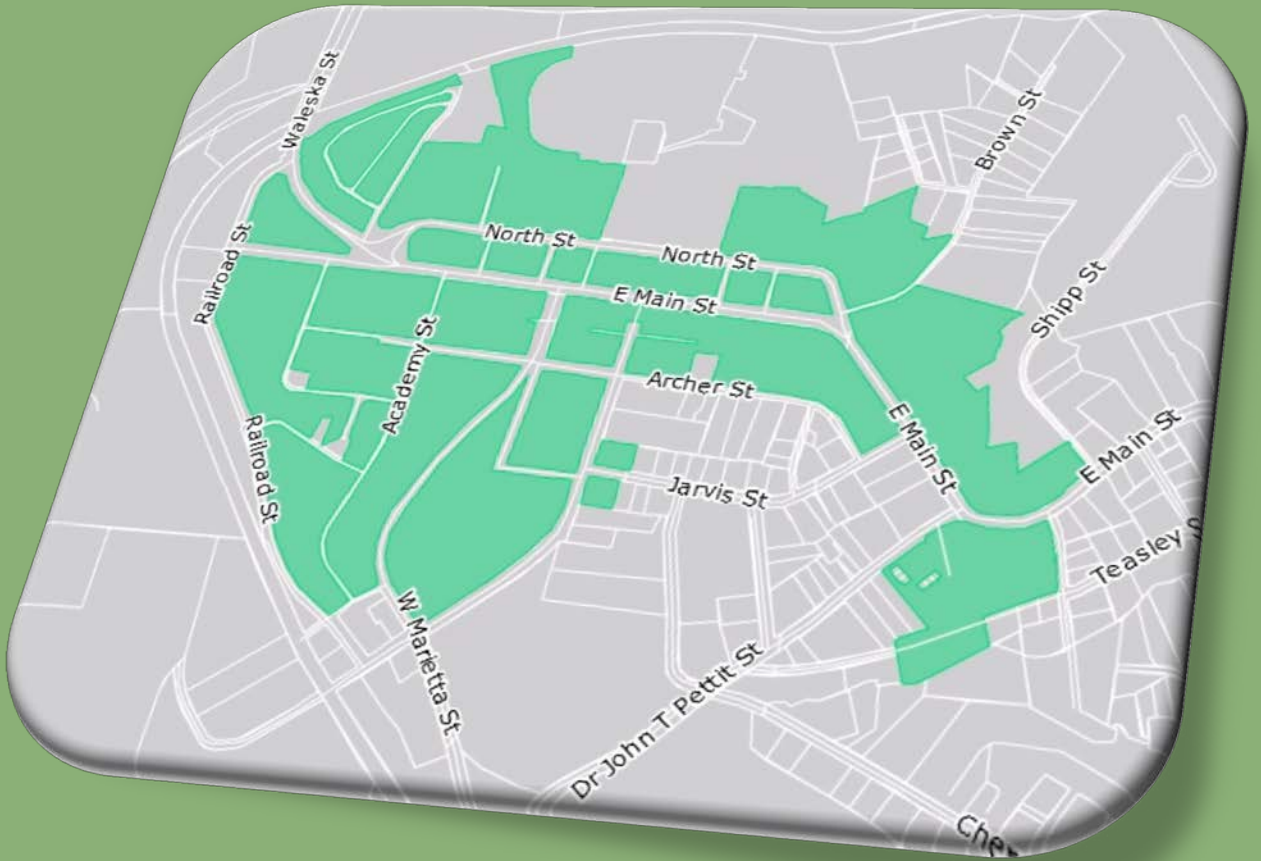 Waleska St
Brown St
Railroad St
North St
North St
E Main St
Shipp St
Academy St
Archer St
Railroad St
E Main St
E Main St
Jarvis St
Teasley S
W Marietta St
Dr John T Pettit St
Cher